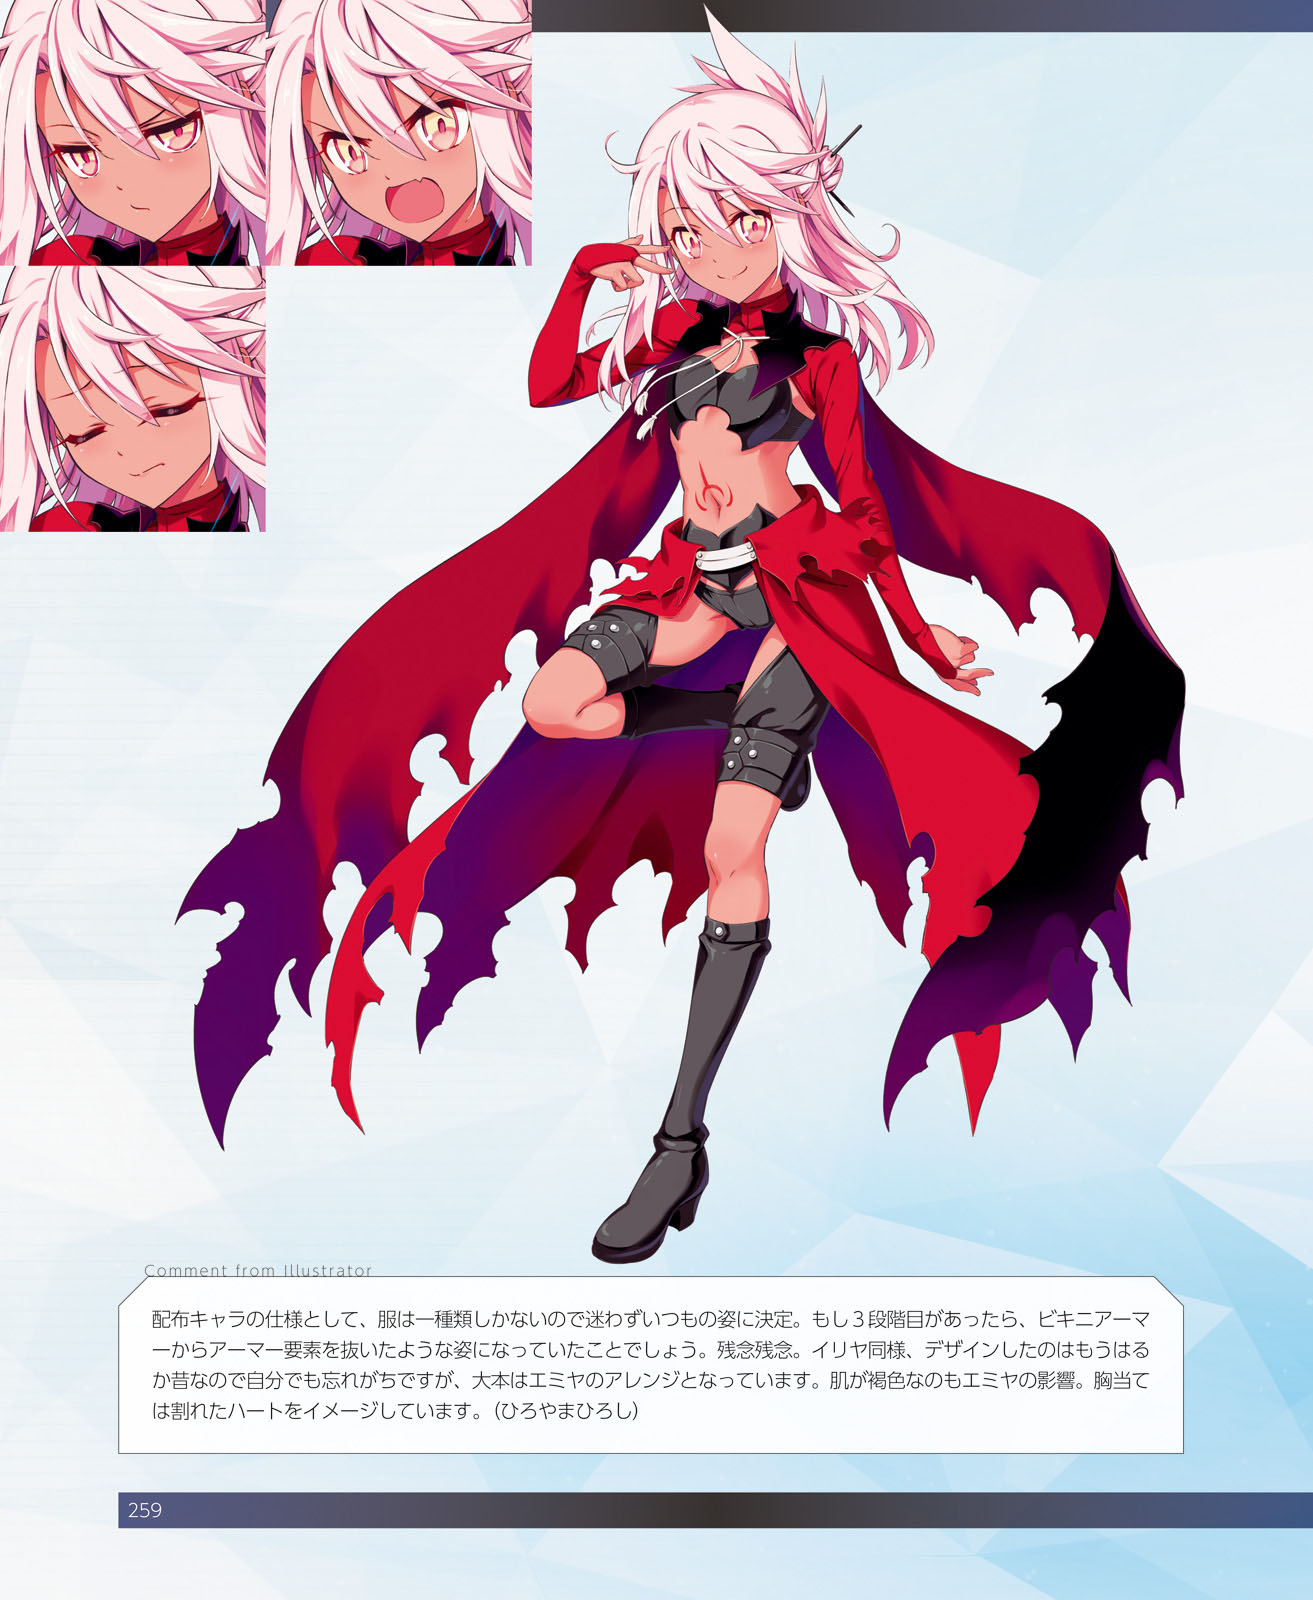 Comment from Illustrator
配布キャラの仕様として、服は一種類しかないので迷わずいつもの姿に決定。もし３段階目があったら、ビキニアーマ
ーからアーマー要素を抜いたような姿になっていたことでしょう。残念残念。イリヤ同様、デザインしたのはもうはる
か昔なので自分でも忘れがちですが、大本はエミヤのアレンジとなっています。肌が褐色なのもエミヤの影響。胸当て
は割れたハートをイメージしています。（ひろやまひろし）
259